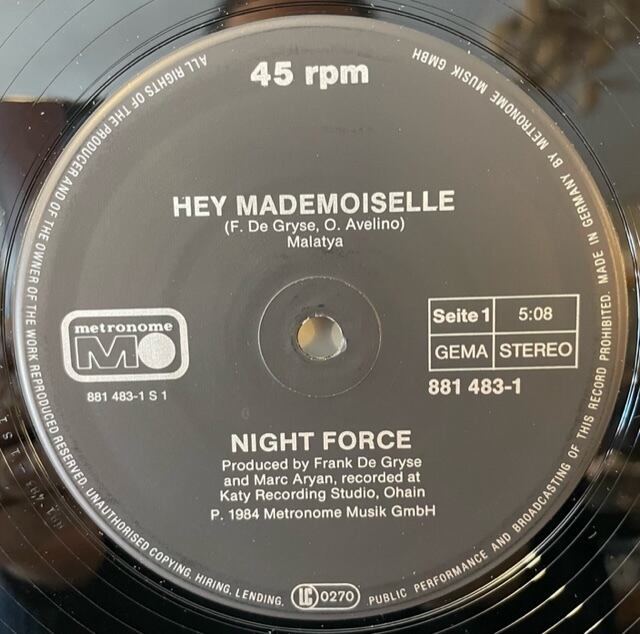 45 rpm
HEY MADEMOISELLE
(F. De Gryse, O. Avelino)
Malatya
metronome
MO
881 483-1 S 1
Seite 1
5:08
GEMA
STEREO
881 483-1
NIGHT FORCE
Produced by Frank De Gryse
and Marc Aryan, recorded at
Katy Recording Studio, Ohain
P. 1984 Metronome Musik GmbH
ALL RIGHTS OF THE PRODUCER AND OF THE OWNER OF THE WORK REPRODUCED RESERVED. UNAUTHORISED COPYING, HIRING, LENDING, LC 0270 PUBLIC PERFORMANCE AND BROADCASTING OF THIS RECORD PROHIBITED. MADE IN GERMANY BY METRONOME MUSIK GMBH